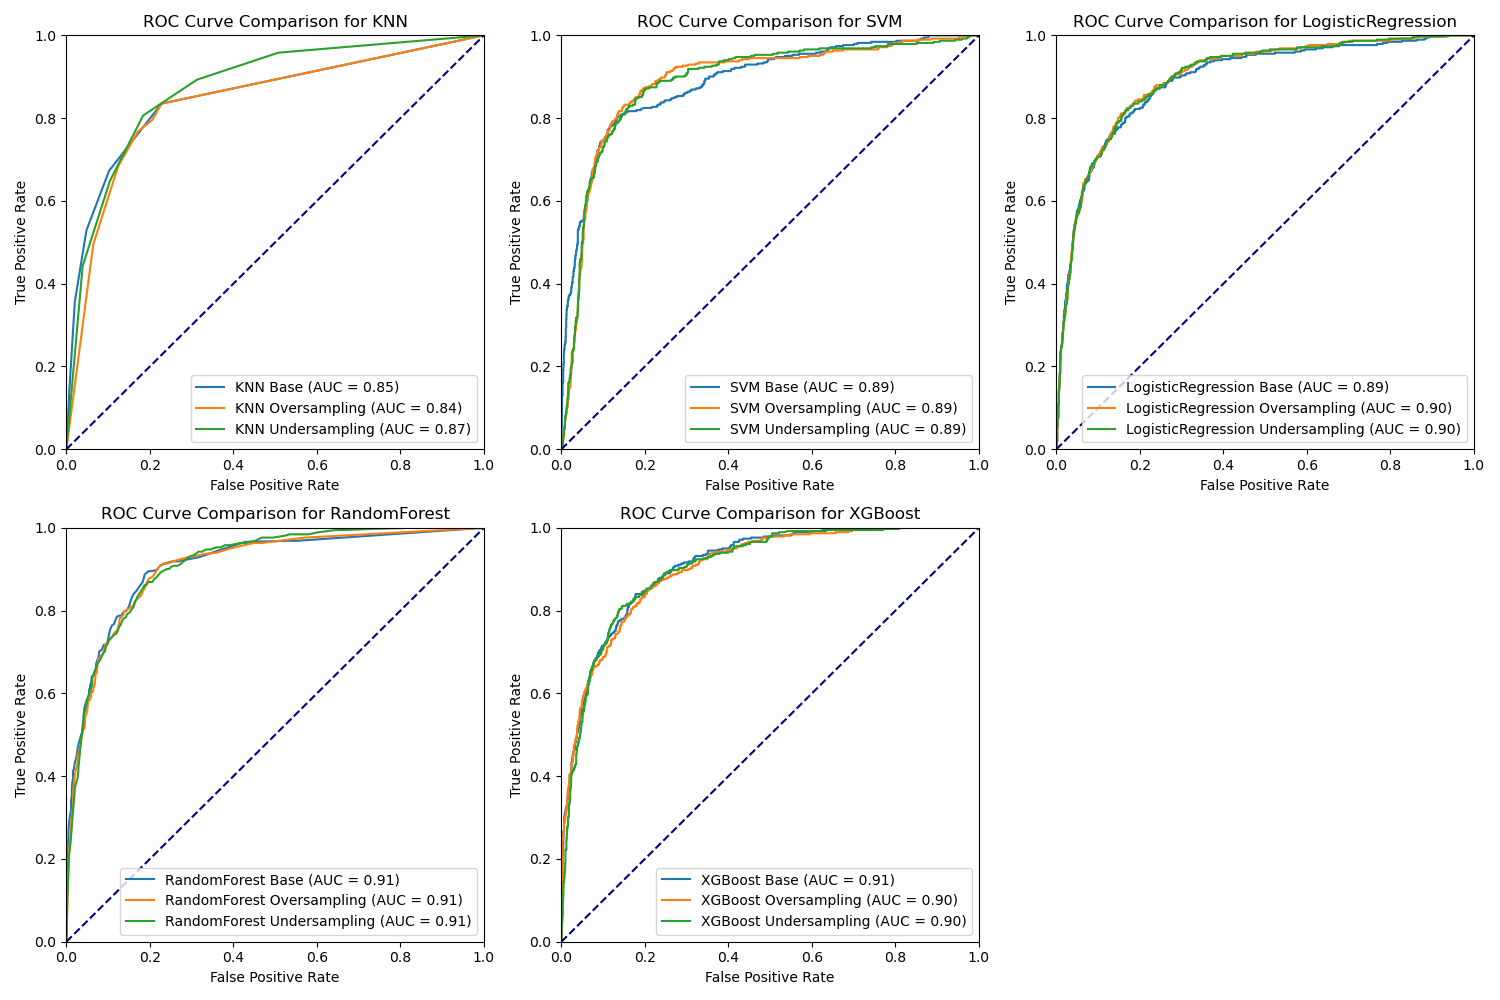 ROC Curve Comparison for KNN
True Positive Rate
1.0
0.8
0.6
0.4
0.2
0.0
KNN Base (AUC = 0.85)
KNN Oversampling (AUC = 0.84)
KNN Undersampling (AUC = 0.87)
0.0 0.2 0.4 0.6 0.8 1.0
False Positive Rate
ROC Curve Comparison for SVM
True Positive Rate
1.0
0.8
0.6
0.4
0.2
0.0
SVM Base (AUC = 0.89)
SVM Oversampling (AUC = 0.89)
SVM Undersampling (AUC = 0.89)
0.0 0.2 0.4 0.6 0.8 1.0
False Positive Rate
ROC Curve Comparison for LogisticRegression
True Positive Rate
1.0
0.8
0.6
0.4
0.2
0.0
LogisticRegression Base (AUC = 0.89)
LogisticRegression Oversampling (AUC = 0.90)
LogisticRegression Undersampling (AUC = 0.90)
0.0 0.2 0.4 0.6 0.8 1.0
False Positive Rate
ROC Curve Comparison for RandomForest
True Positive Rate
1.0
0.8
0.6
0.4
0.2
0.0
RandomForest Base (AUC = 0.91)
RandomForest Oversampling (AUC = 0.91)
RandomForest Undersampling (AUC = 0.91)
0.0 0.2 0.4 0.6 0.8 1.0
False Positive Rate
ROC Curve Comparison for XGBoost
True Positive Rate
1.0
0.8
0.6
0.4
0.2
0.0
XGBoost Base (AUC = 0.91)
XGBoost Oversampling (AUC = 0.90)
XGBoost Undersampling (AUC = 0.90)
0.0 0.2 0.4 0.6 0.8 1.0
False Positive Rate